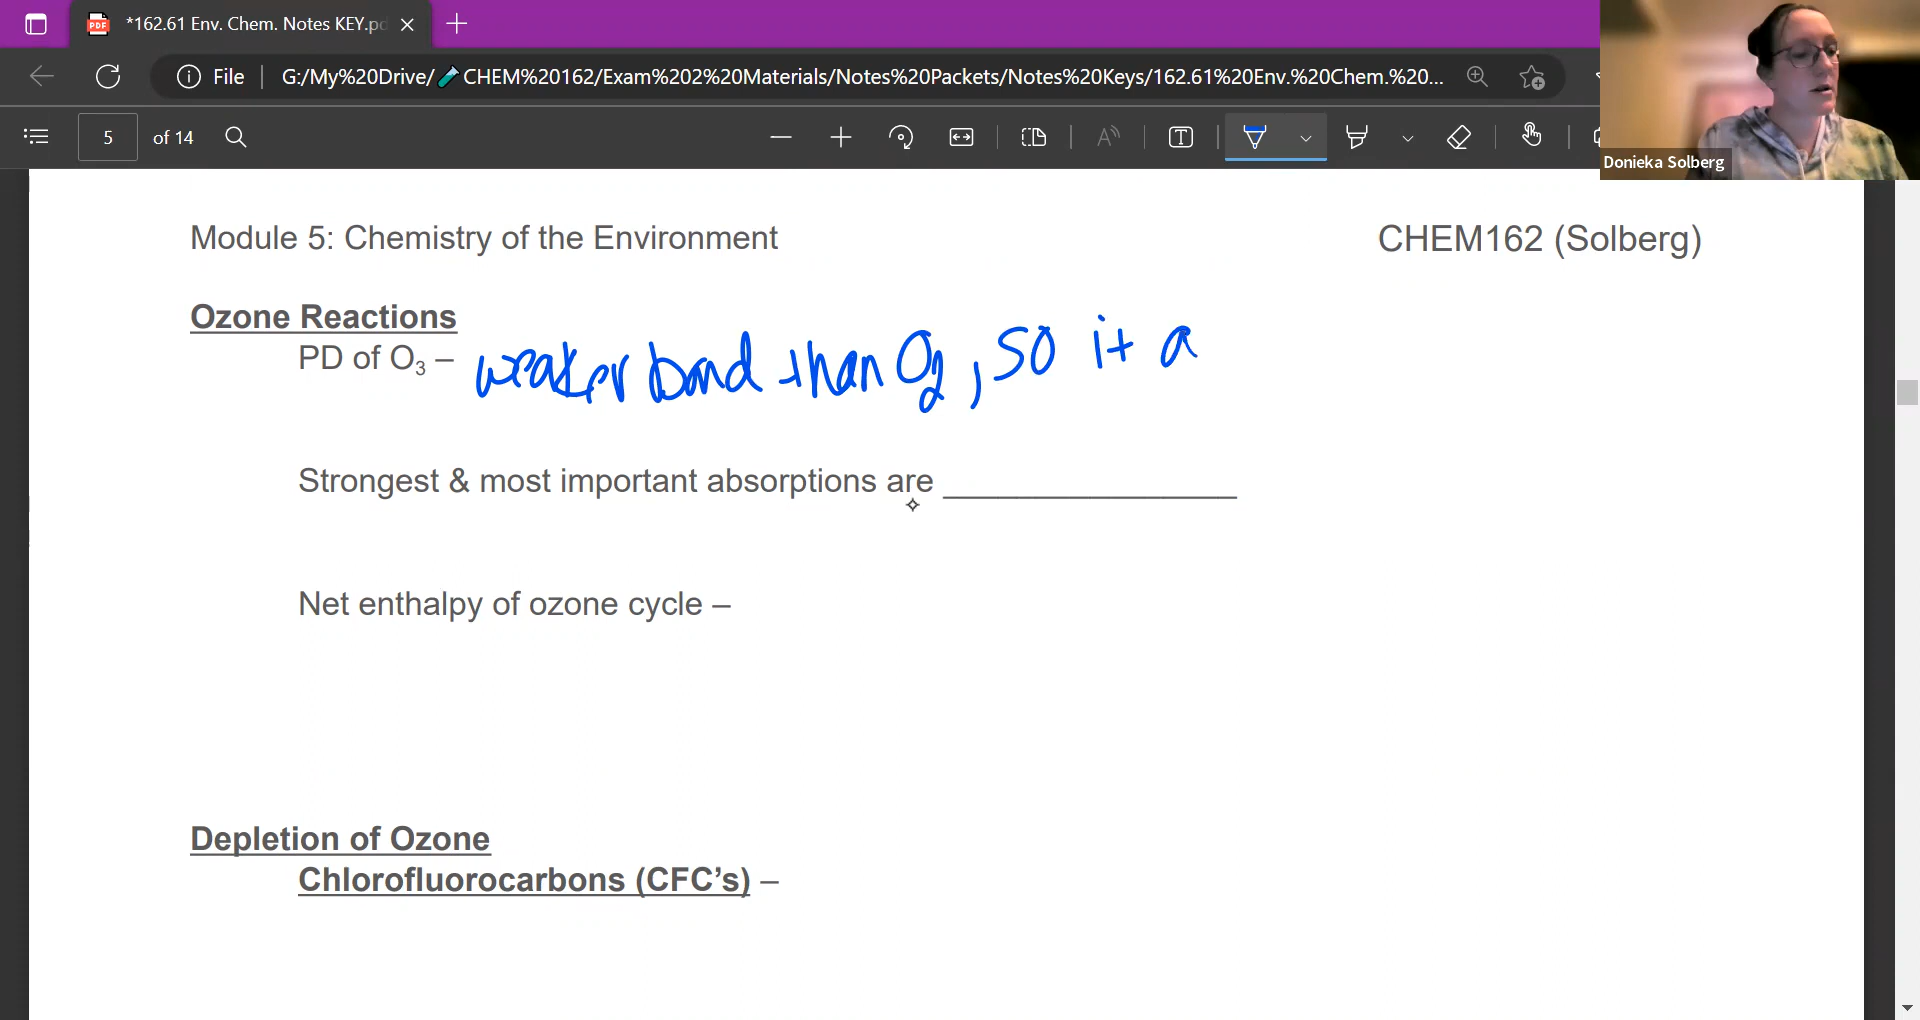 *162.61 Env. Chem. Notes KEY.pd
File
G:/My%20Drive/🧪CHEM%20162/Exam%202%20Materials/Notes%20Packets/Notes%20Keys/162.61%20Env.%20Chem.%20...
5 of 14
Donieka Solberg
Module 5: Chemistry of the Environment CHEM162 (Solberg)
Ozone Reactions
PD of O₃ – weaker bond than O₂, so it a
Strongest & most important absorptions are ________________
Net enthalpy of ozone cycle –
Depletion of Ozone
Chlorofluorocarbons (CFC’s) –